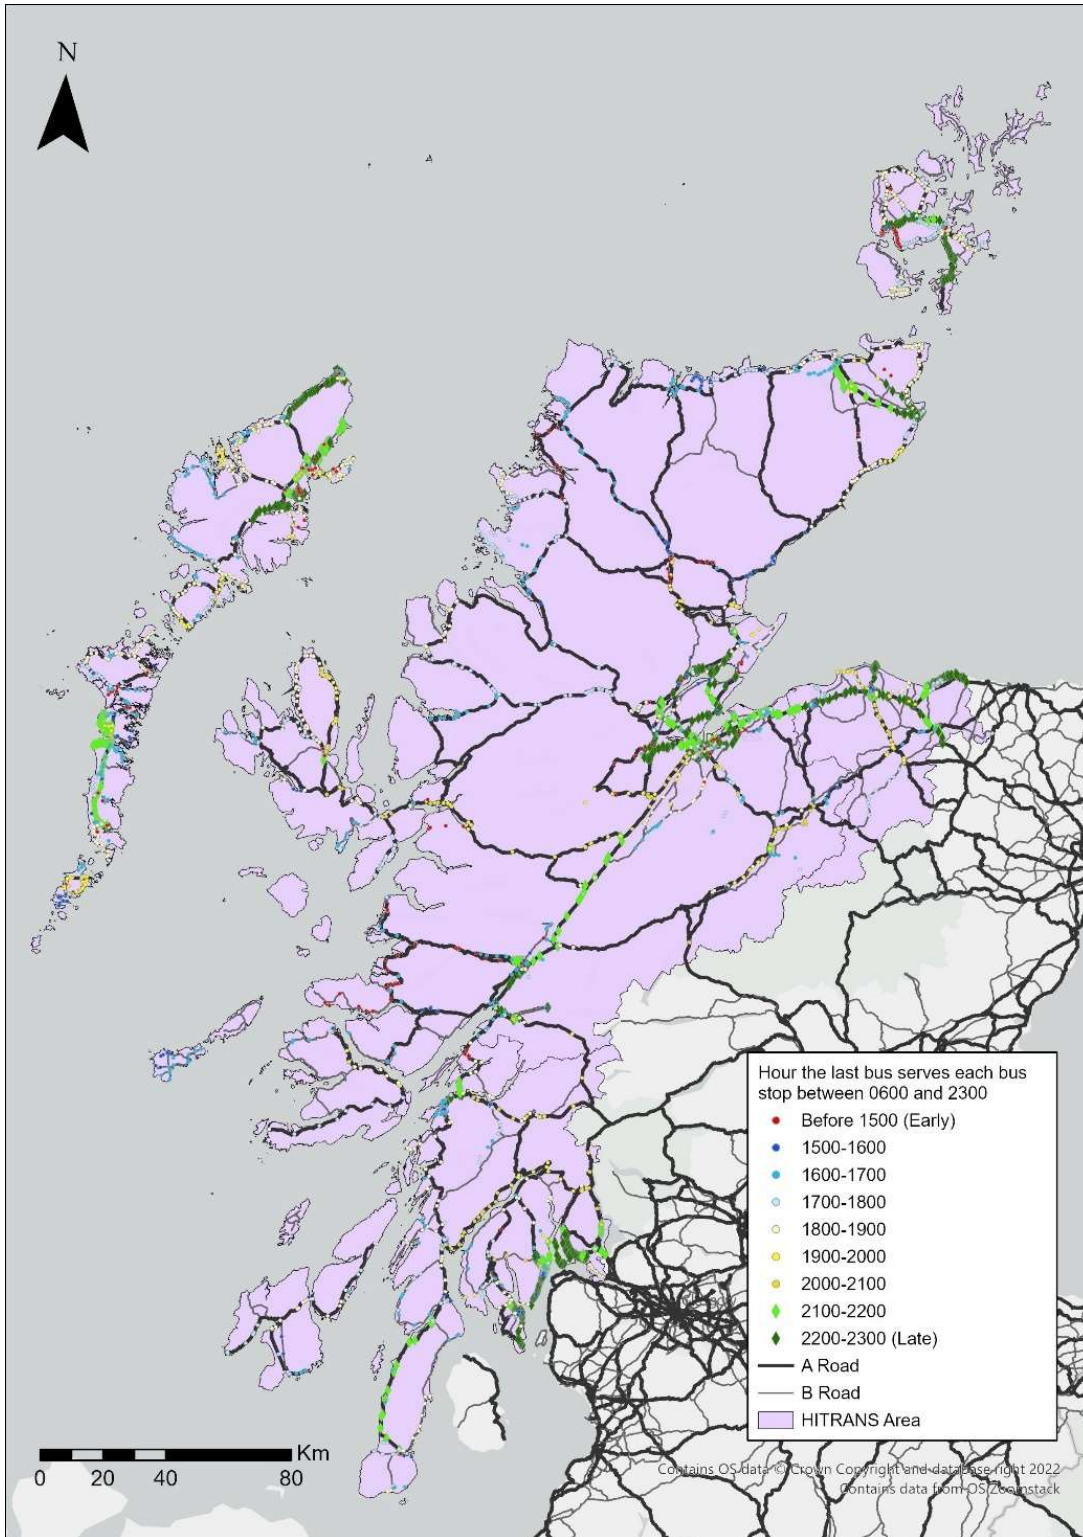 N
Hour the last bus serves each bus
stop between 0600 and 2300
Before 1500 (Early)
1500-1600
1600-1700
1700-1800
1800-1900
1900-2000
2000-2100
2100-2200
2200-2300 (Late)
A Road
B Road
HITRANS Area
Km
0 20 40 80
Contains OS data © Crown Copyright and database right 2022
Contains data from OS Zoomstack